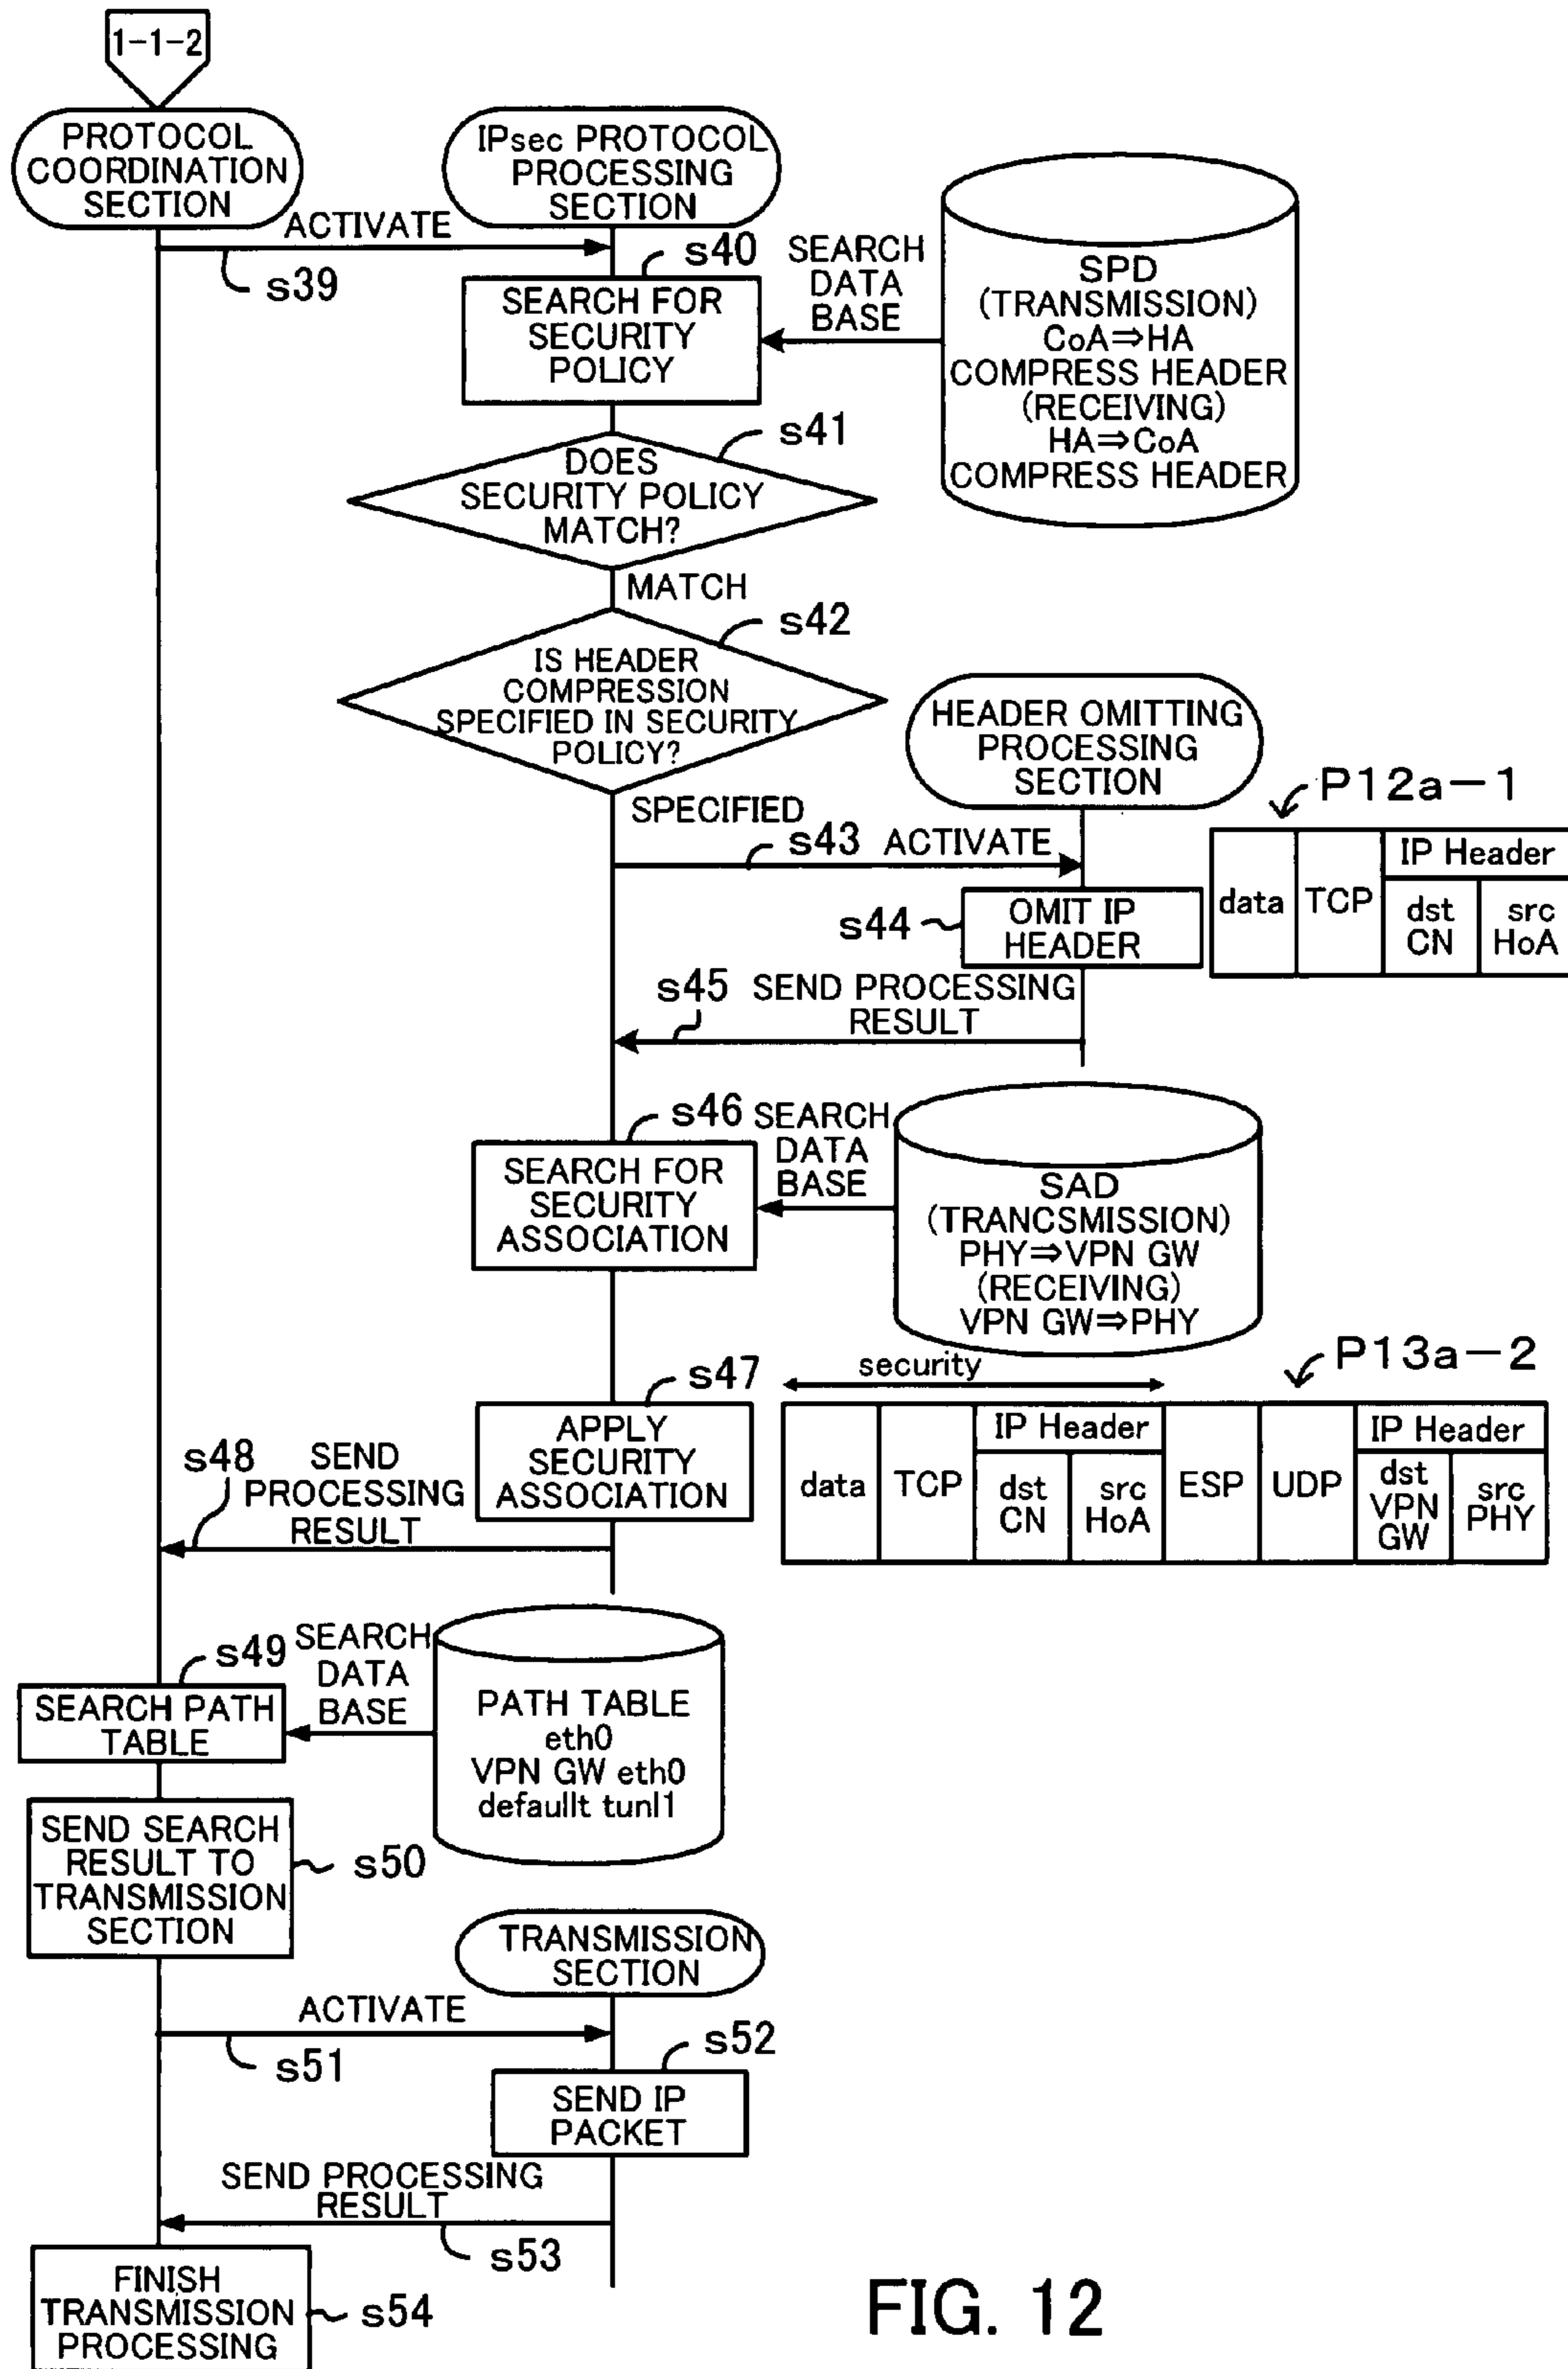 1-1-2
PROTOCOL
COORDINATION
SECTION
IPsec PROTOCOL
PROCESSING
SECTION
ACTIVATE
s39
s40
SEARCH FOR
SECURITY
POLICY
SEARCH
DATA
BASE
SPD
(TRANSMISSION)
CoA⇒HA
COMPRESS HEADER
(RECEIVING)
HA⇒CoA
COMPRESS HEADER
s41
DOES
SECURITY POLICY
MATCH?
MATCH
s42
IS HEADER
COMPRESSION
SPECIFIED IN SECURITY
POLICY?
SPECIFIED
HEADER OMITTING
PROCESSING
SECTION
s43 ACTIVATE
P12a-1
data
TCP
IP Header
dst
CN
src
HoA
s44
OMIT IP
HEADER
s45 SEND PROCESSING
RESULT
s46
SEARCH FOR
SECURITY
ASSOCIATION
SEARCH
DATA
BASE
SAD
(TRANCSMISSION)
PHY⇒VPN GW
(RECEIVING)
VPN GW⇒PHY
s47
APPLY
SECURITY
ASSOCIATION
security
P13a-2
data
TCP
IP Header
dst
CN
src
HoA
ESP
UDP
IP Header
dst
VPN
GW
src
PHY
s48
SEND
PROCESSING
RESULT
s49
SEARCH PATH
TABLE
SEARCH
DATA
BASE
PATH TABLE
eth0
VPN GW eth0
defaullt tunl1
SEND SEARCH
RESULT TO
TRANSMISSION
SECTION
s50
TRANSMISSION
SECTION
ACTIVATE
s51
s52
SEND IP
PACKET
SEND PROCESSING
RESULT
s53
FINISH
TRANSMISSION
PROCESSING
s54
FIG. 12